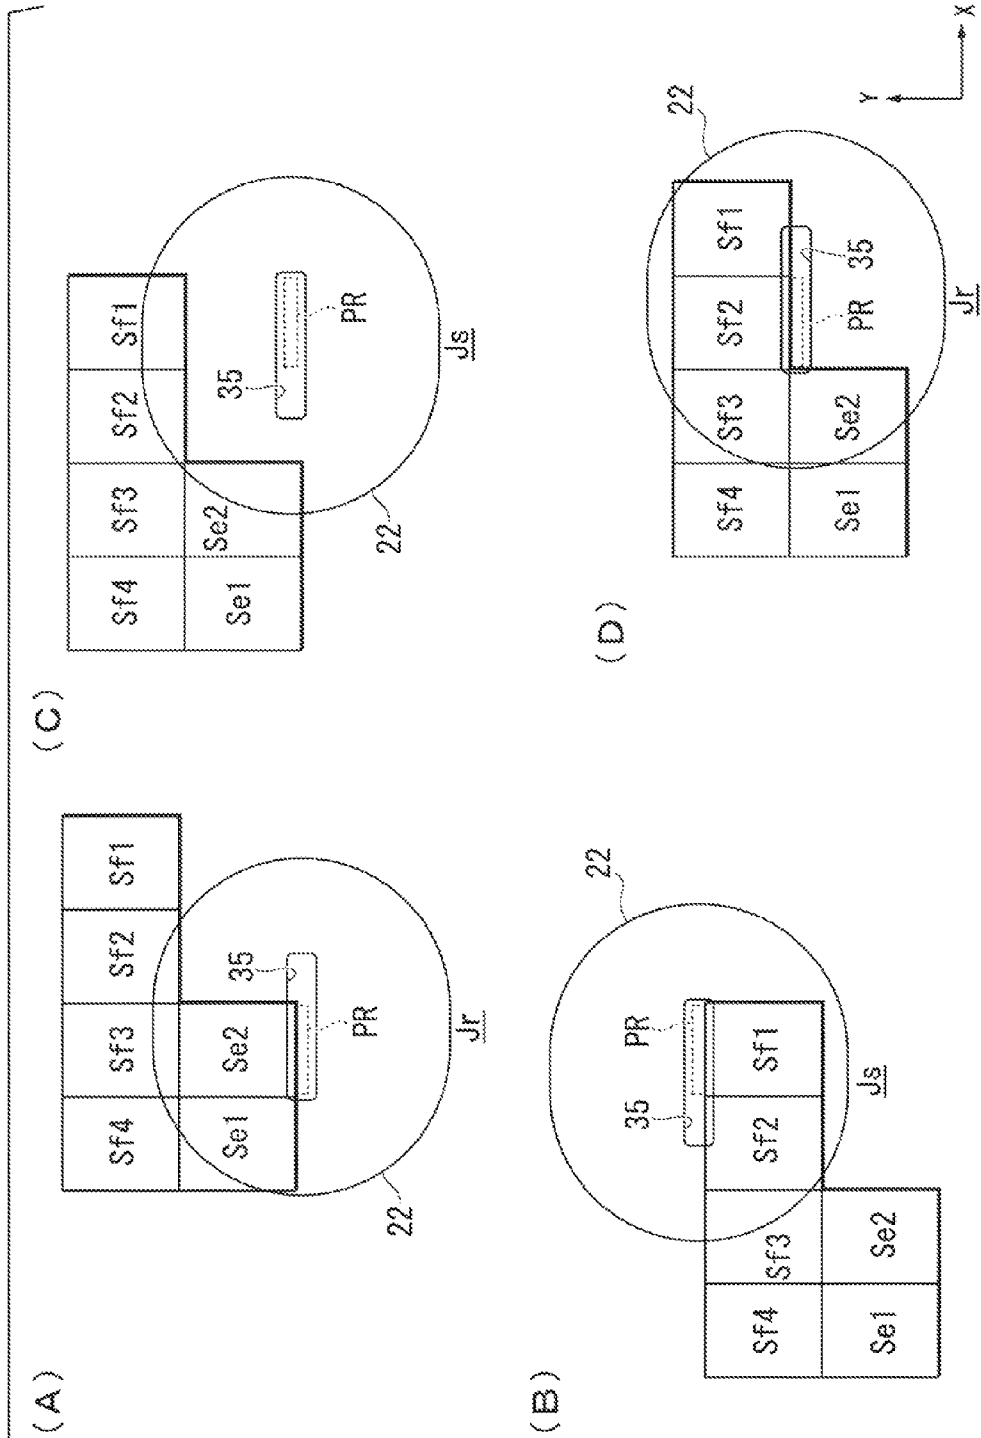 (A)
Sf4 Sf3 Sf2 Sf1
Se1 Se2
35
PR
22
Jr
(B)
22
35 PR
Sf4 Sf3 Sf2 Sf1
Se1 Se2
Js
(C)
Sf4 Sf3 Sf2 Sf1
Se1 Se2
35
PR
22
Js
(D)
22
Sf4 Sf3 Sf2 Sf1
Se1 Se2
PR 35
Jr
Y
X